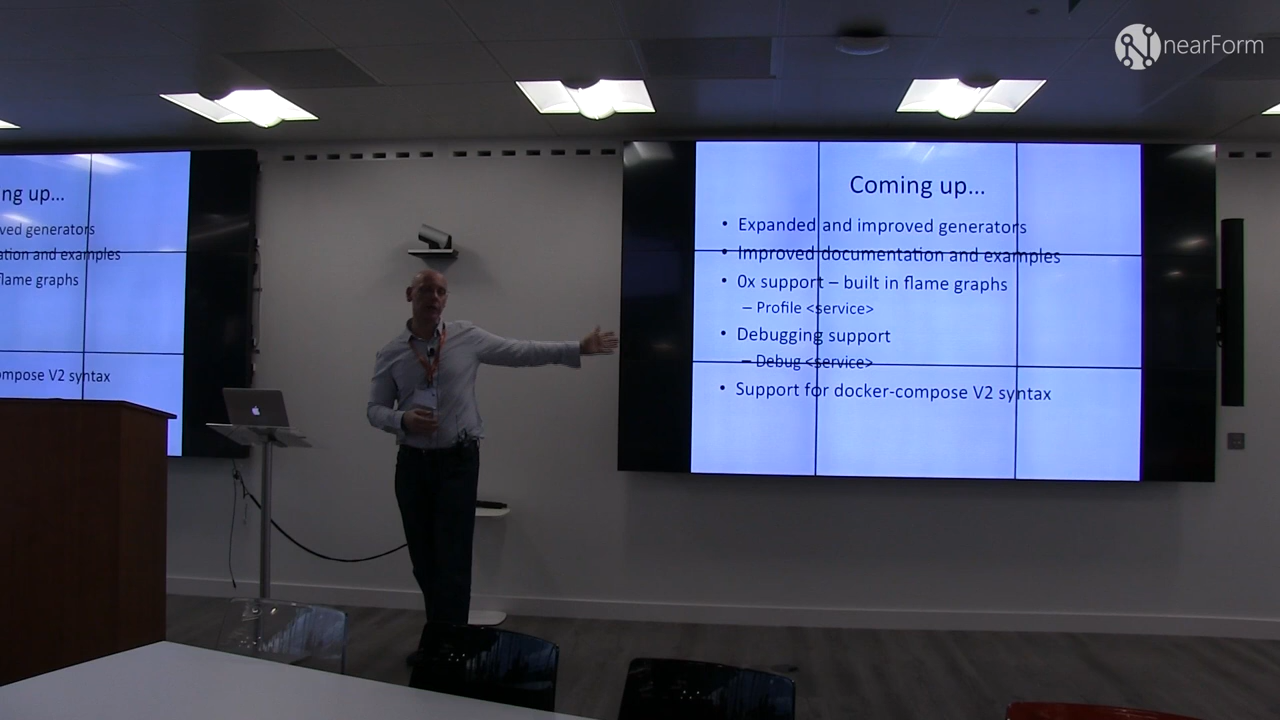 nearForm
ng up...
ved generators
ation and examples
flame graphs
ompose V2 syntax
Coming up...
• Expanded and improved generators
• Improved documentation and examples
• 0x support – built in flame graphs
– Profile <service>
• Debugging support
– Debug <service>
• Support for docker-compose V2 syntax